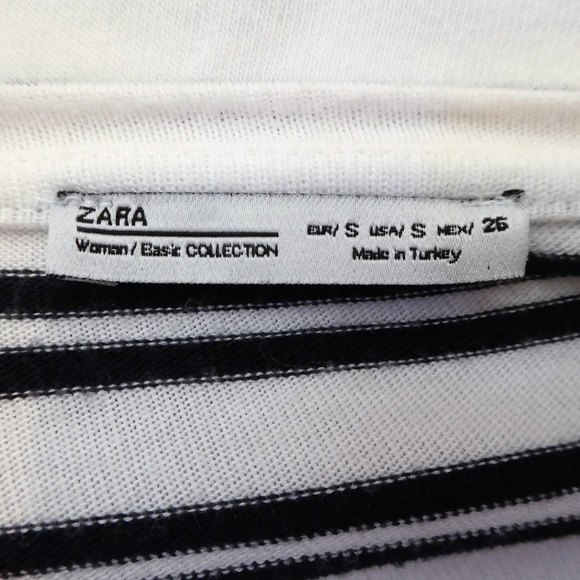 ZARA
Woman / Basic COLLECTION
EUR/ S USA/ S MEX/ 26
Made in Turkey